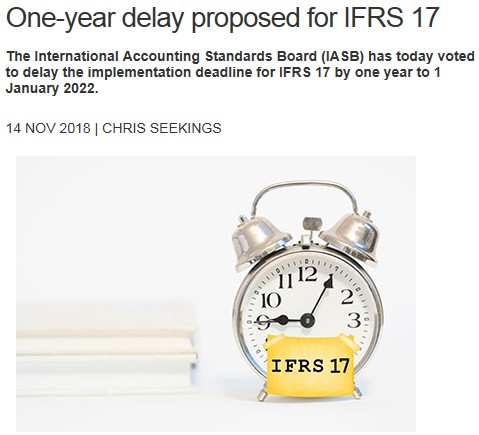 One-year delay proposed for IFRS 17
The International Accounting Standards Board (IASB) has today voted
to delay the implementation deadline for IFRS 17 by one year to 1
January 2022.
14 NOV 2018 | CHRIS SEEKINGS
12
11 1
10 2
9 3
IFRS 17